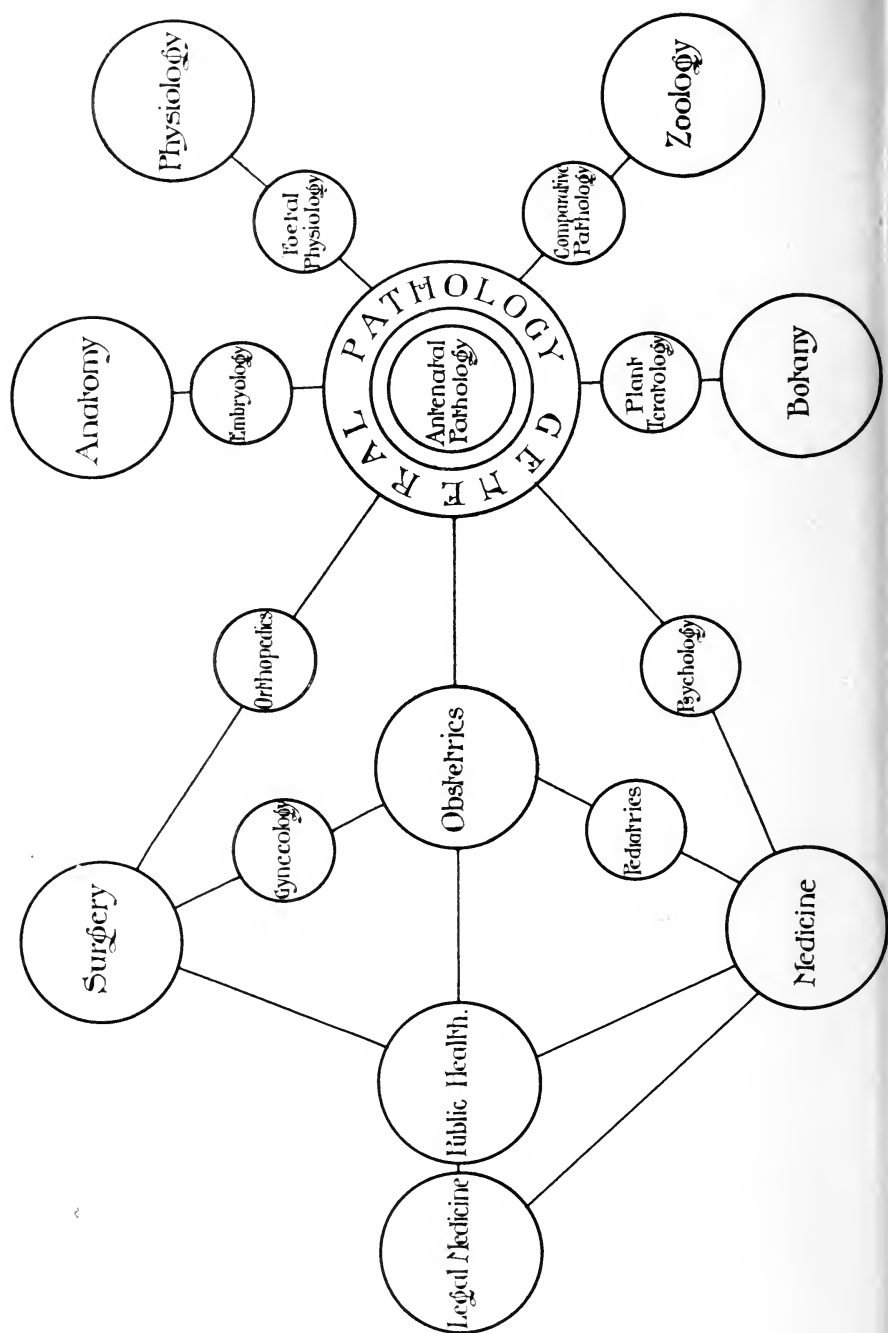 Legal Medicine
Public Health.
Medicine
Surgery
Pediatrics
Gynecology
Obstetrics
Psychology
Orthopedics
GENERAL PATHOLOGY
Antenatal
Pathology
Plant
Teratology
Embryology
Botany
Anatomy
Comparative
Pathology
Foetal
Physiology
Zoology
Physiology